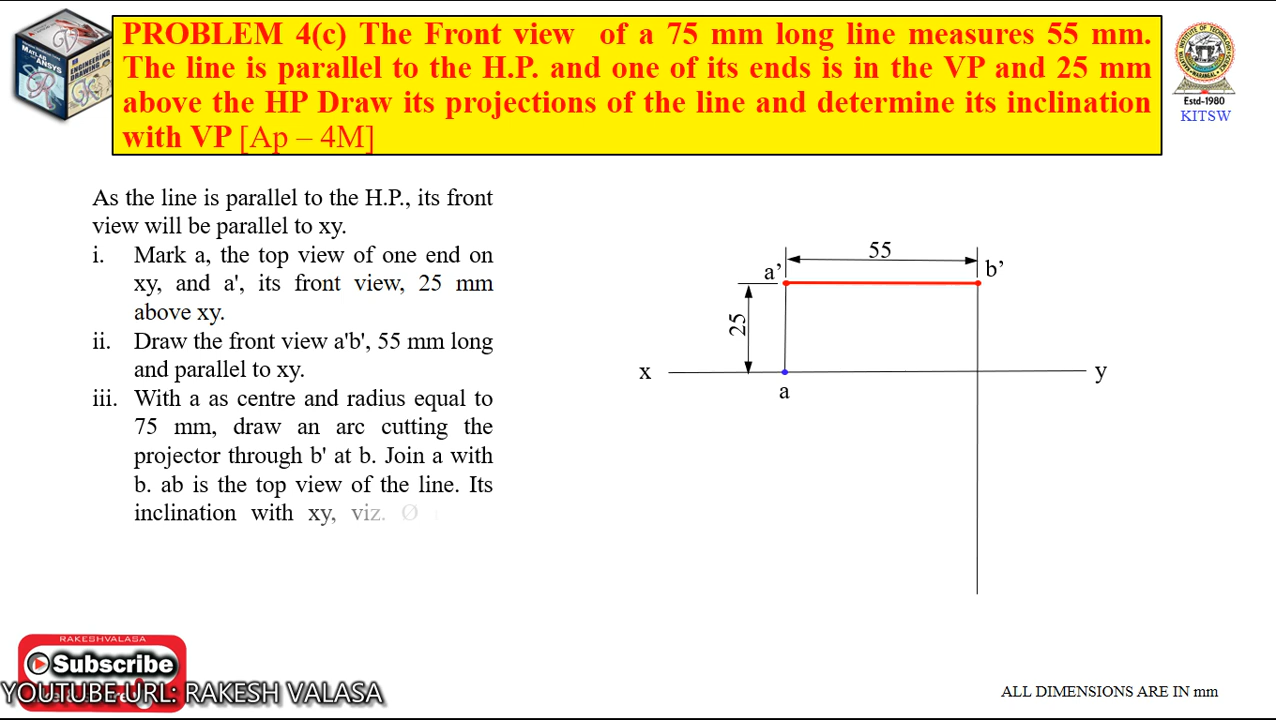 PROBLEM 4(c) The Front view of a 75 mm long line measures 55 mm.
The line is parallel to the H.P. and one of its ends is in the VP and 25 mm
above the HP Draw its projections of the line and determine its inclination
with VP [Ap – 4M]
Estd-1980
KITSW
As the line is parallel to the H.P., its front
view will be parallel to xy.
i. Mark a, the top view of one end on
xy, and a', its front view, 25 mm
above xy.
ii. Draw the front view a'b', 55 mm long
and parallel to xy.
iii. With a as centre and radius equal to
75 mm, draw an arc cutting the
projector through b' at b. Join a with
b. ab is the top view of the line. Its
inclination with xy, viz. Ø
55
a’
b’
25
x
y
a
RAKESHVALASA
Subscribe
YOUTUBE URL: RAKESH VALASA
ALL DIMENSIONS ARE IN mm